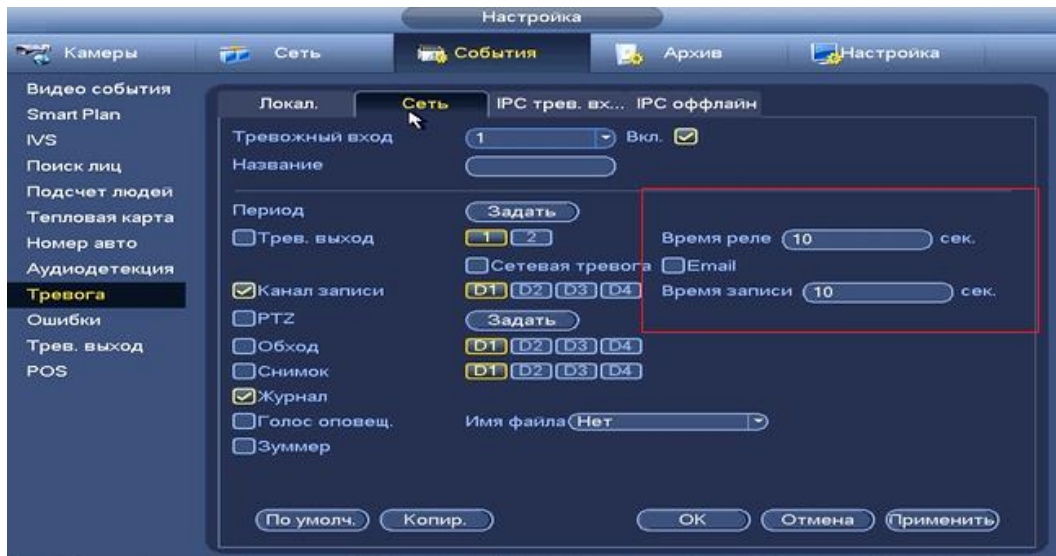 Настройка
Камеры Сеть События Архив Настройка
Видео события
Smart Plan
IVS
Поиск лиц
Подсчет людей
Тепловая карта
Номер авто
Аудиодетекция
Тревога
Ошибки
Трев. выход
POS
Локал. Сеть IPC трев. вх... IPC оффлайн
Тревожный вход 1 Вкл.
Название
Период Задать
Трев. выход 1 2 Время реле 10 сек.
Сетевая тревога Email
Канал записи D1 D2 D3 D4 Время записи 10 сек.
PTZ Задать
Обход D1 D2 D3 D4
Снимок D1 D2 D3 D4
Журнал
Голос оповещ. Имя файла Нет
Зуммер
По умолч. Копир. OK Отмена Применить